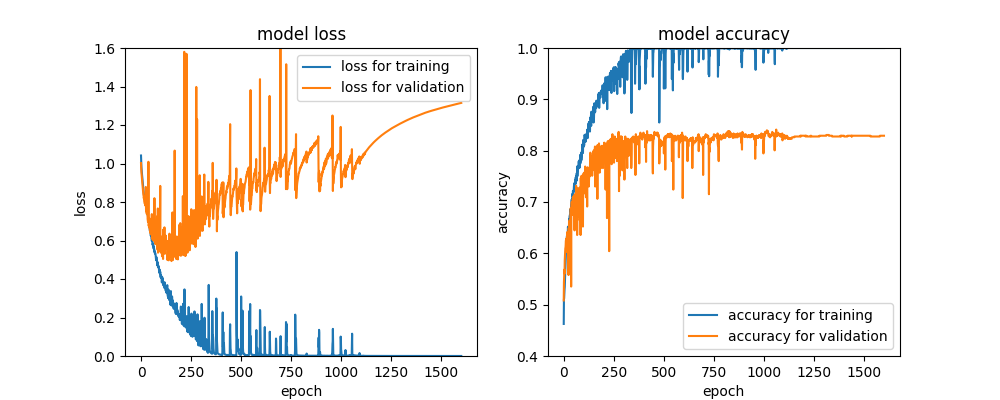 model loss
1.6
1.4
1.2
1.0
0.8
0.6
0.4
0.2
0.0
loss
loss for training
loss for validation
0 250 500 750 1000 1250 1500
epoch
model accuracy
1.0
0.9
0.8
0.7
0.6
0.5
0.4
accuracy
accuracy for training
accuracy for validation
0 250 500 750 1000 1250 1500
epoch